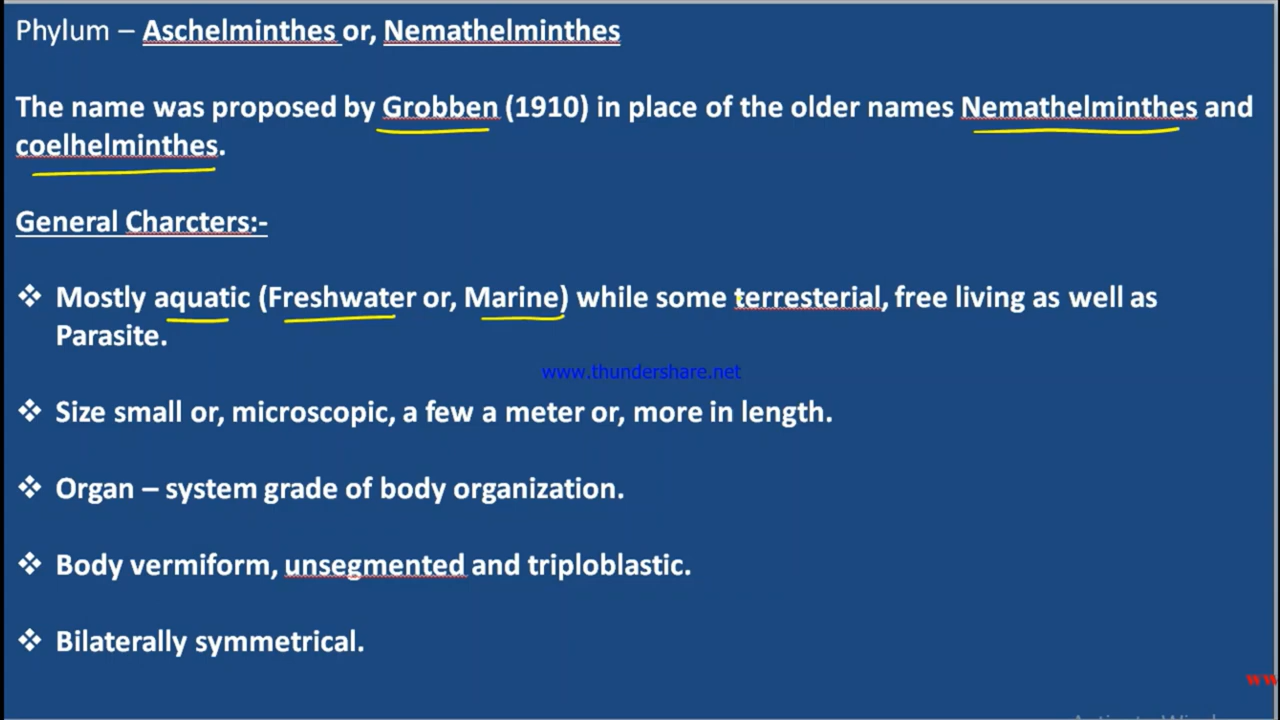 Phylum – Aschelminthes or, Nemathelminthes
The name was proposed by Grobben (1910) in place of the older names Nemathelminthes and
coelhelminthes.
General Charcters:-
❖ Mostly aquatic (Freshwater or, Marine) while some terresterial, free living as well as
Parasite.
www.thundershare.net
❖ Size small or, microscopic, a few a meter or, more in length.
❖ Organ – system grade of body organization.
❖ Body vermiform, unsegmented and triploblastic.
❖ Bilaterally symmetrical.